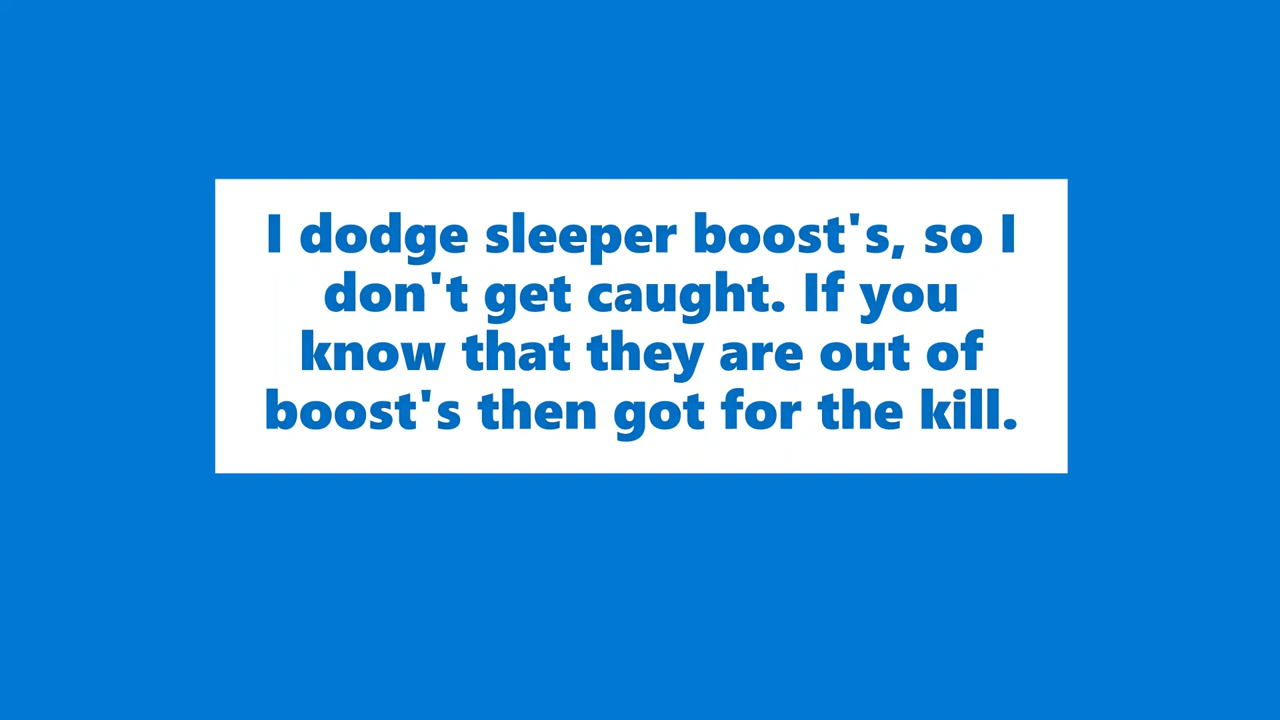 I dodge sleeper boost's, so I
don't get caught. If you
know that they are out of
boost's then got for the kill.